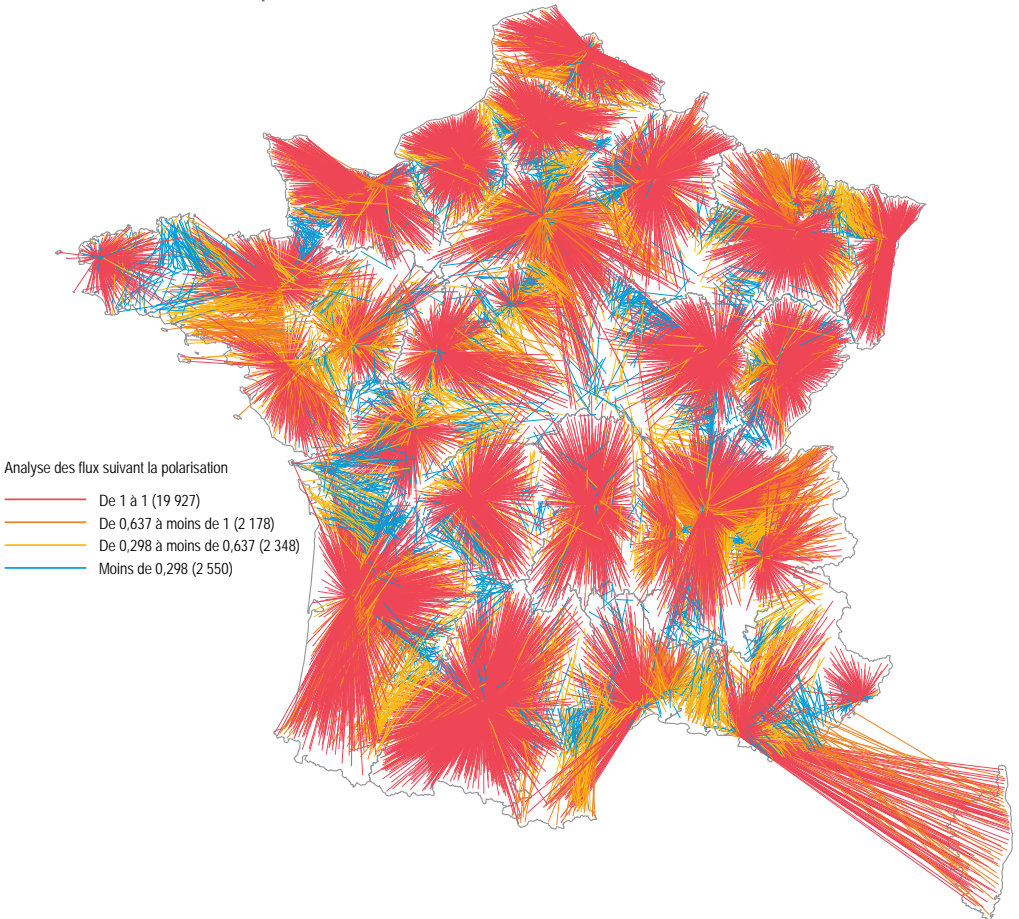 Analyse des flux suivant la polarisation
De 1 à 1 (19 927)
De 0,637 à moins de 1 (2 178)
De 0,298 à moins de 0,637 (2 348)
Moins de 0,298 (2 550)